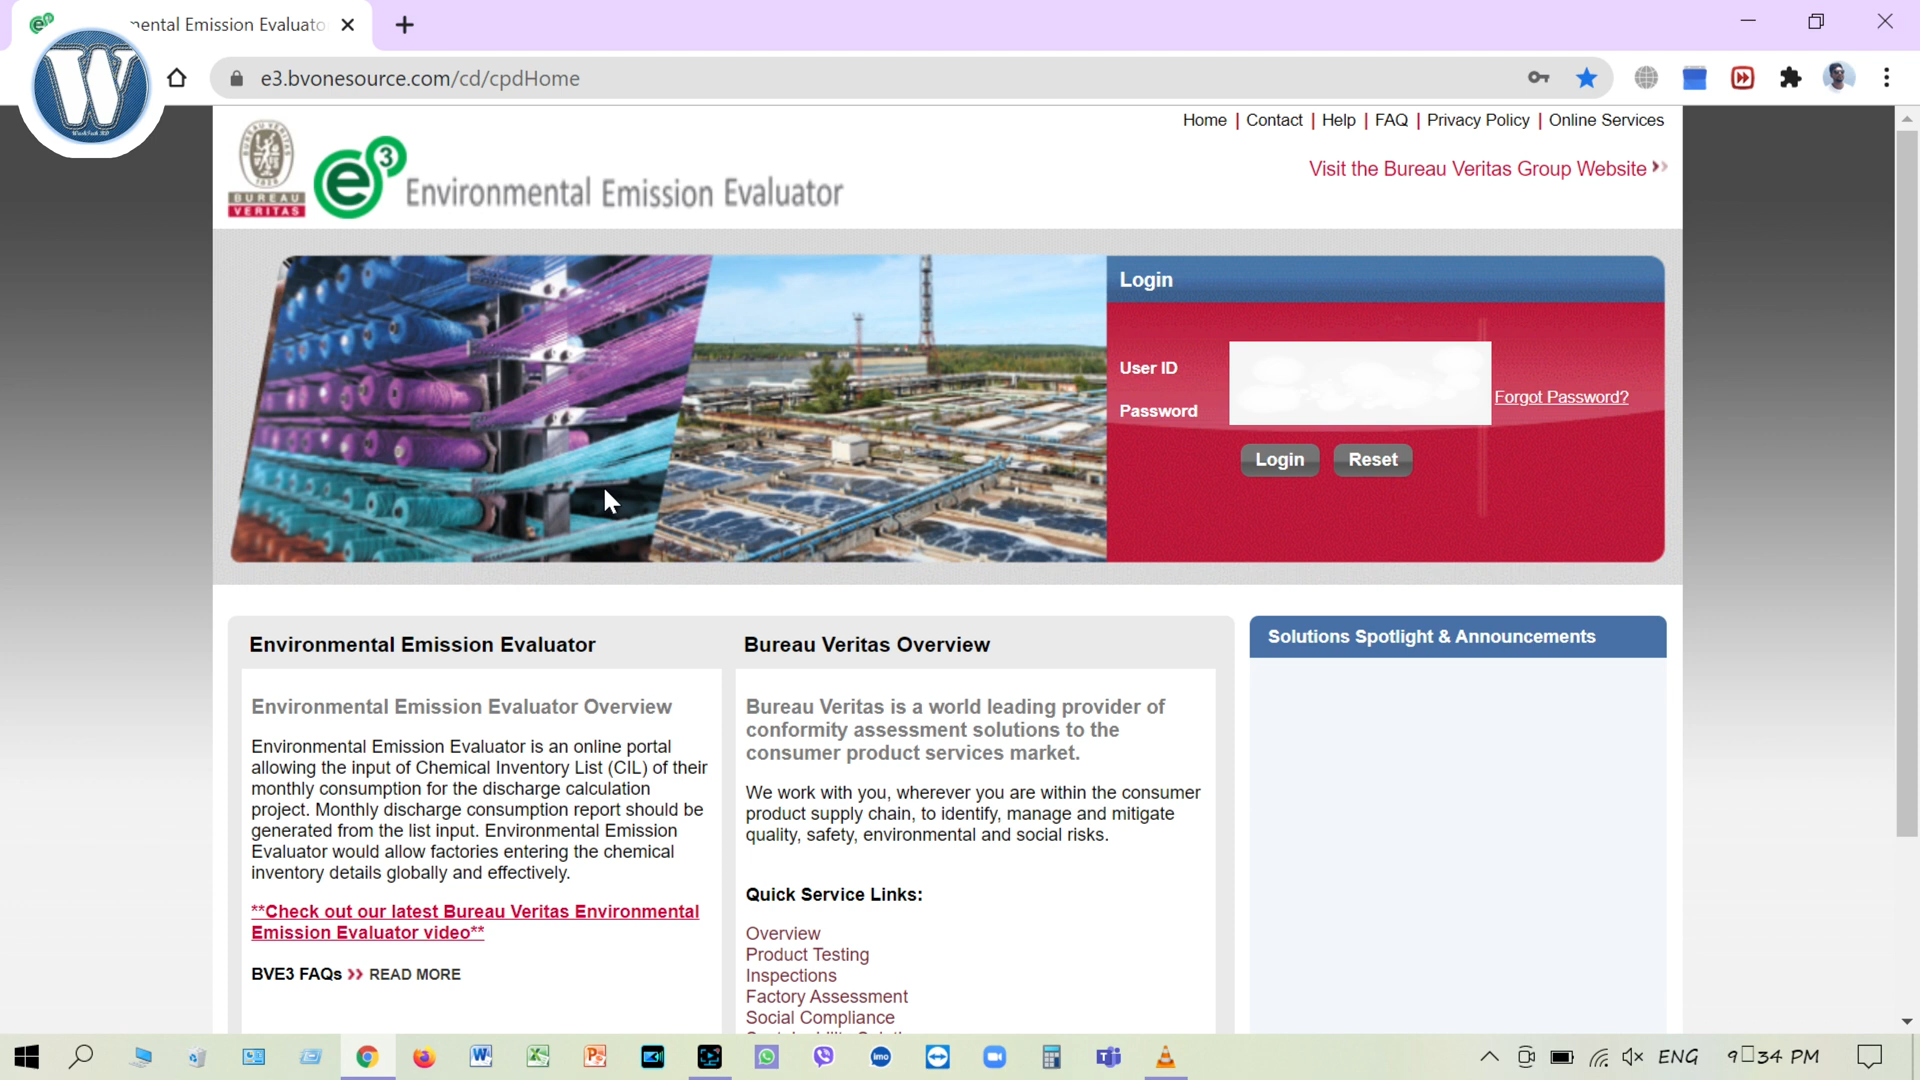 mental Emission Evaluato
e3.bvonesource.com/cd/cpdHome
W
WashTech BD
Home | Contact | Help | FAQ | Privacy Policy | Online Services
Visit the Bureau Veritas Group Website
BUREAU
VERITAS
1828
e3 Environmental Emission Evaluator
Login
User ID
Password
Forgot Password?
Login Reset
Environmental Emission Evaluator
Environmental Emission Evaluator Overview
Environmental Emission Evaluator is an online portal
allowing the input of Chemical Inventory List (CIL) of their
monthly consumption for the discharge calculation
project. Monthly discharge consumption report should be
generated from the list input. Environmental Emission
Evaluator would allow factories entering the chemical
inventory details globally and effectively.
**Check out our latest Bureau Veritas Environmental
Emission Evaluator video**
BVE3 FAQs READ MORE
Bureau Veritas Overview
Bureau Veritas is a world leading provider of
conformity assessment solutions to the
consumer product services market.
We work with you, wherever you are within the consumer
product supply chain, to identify, manage and mitigate
quality, safety, environmental and social risks.
Quick Service Links:
Overview
Product Testing
Inspections
Factory Assessment
Social Compliance
Solutions Spotlight & Announcements
ENG
9 34 PM